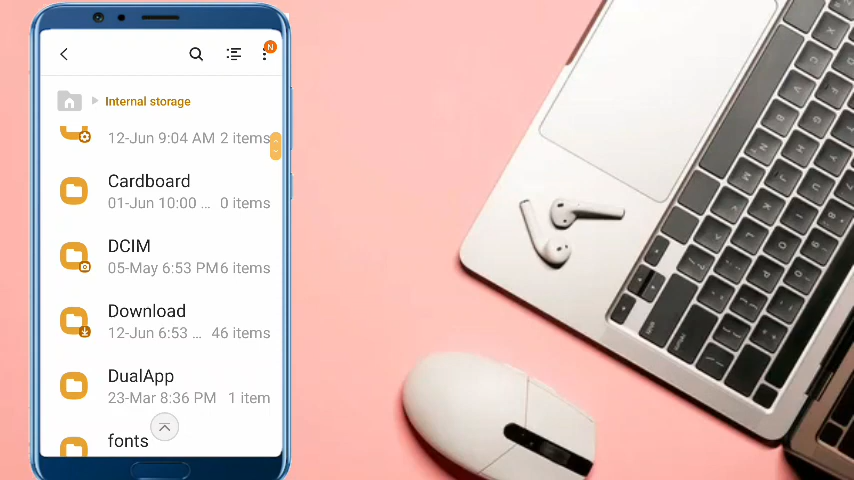 N
Internal storage
12-Jun 9:04 AM 2 items
Cardboard
01-Jun 10:00 ... 0 items
DCIM
05-May 6:53 PM 6 items
Download
12-Jun 6:53 ... 46 items
DualApp
23-Mar 8:36 PM 1 item
fonts